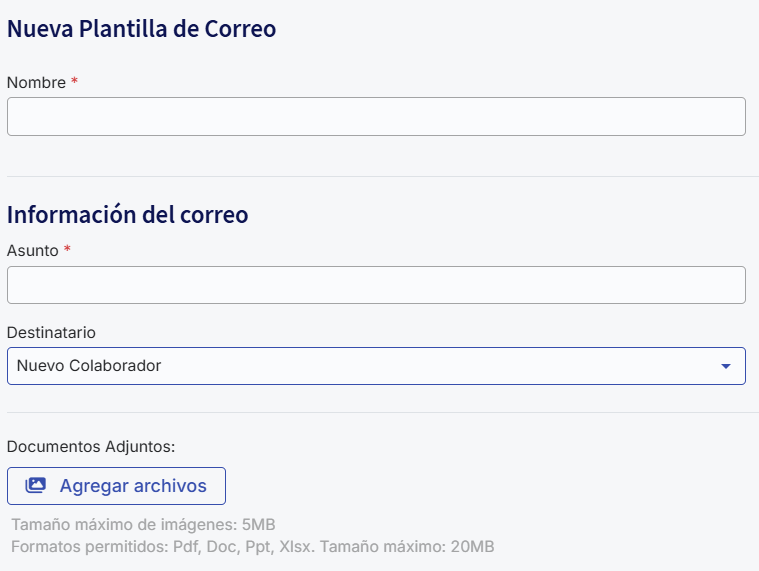 Nueva Plantilla de Correo
Nombre *
Información del correo
Asunto *
Destinatario
Nuevo Colaborador
Documentos Adjuntos:
Agregar archivos
Tamaño máximo de imágenes: 5MB
Formatos permitidos: Pdf, Doc, Ppt, Xlsx. Tamaño máximo: 20MB